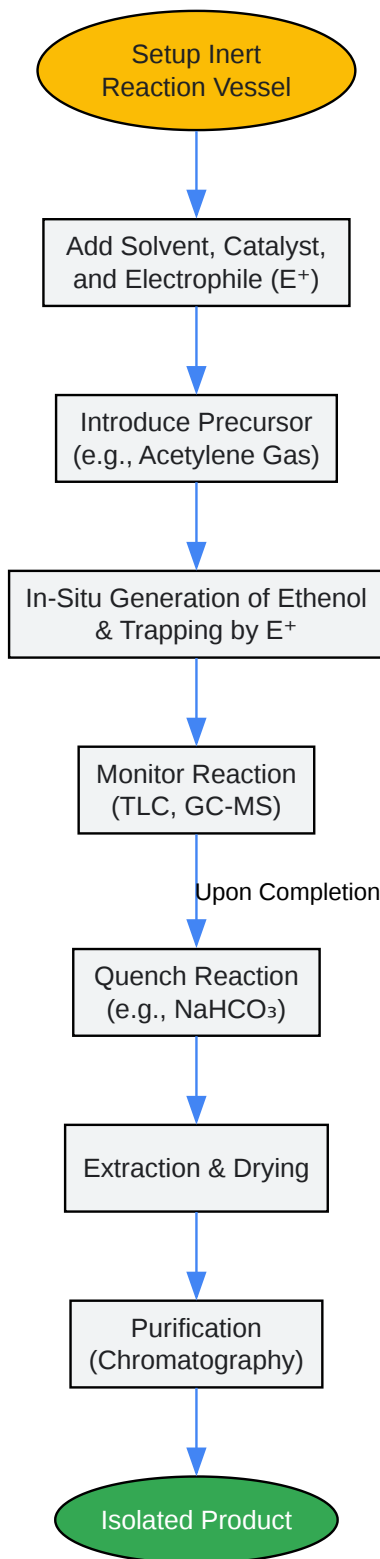 Setup Inert
Reaction Vessel
Add Solvent, Catalyst,
and Electrophile (E⁺)
Introduce Precursor
(e.g., Acetylene Gas)
In-Situ Generation of Ethenol
& Trapping by E⁺
Monitor Reaction
(TLC, GC-MS)
Upon Completion
Quench Reaction
(e.g., NaHCO₃)
Extraction & Drying
Purification
(Chromatography)
Isolated Product